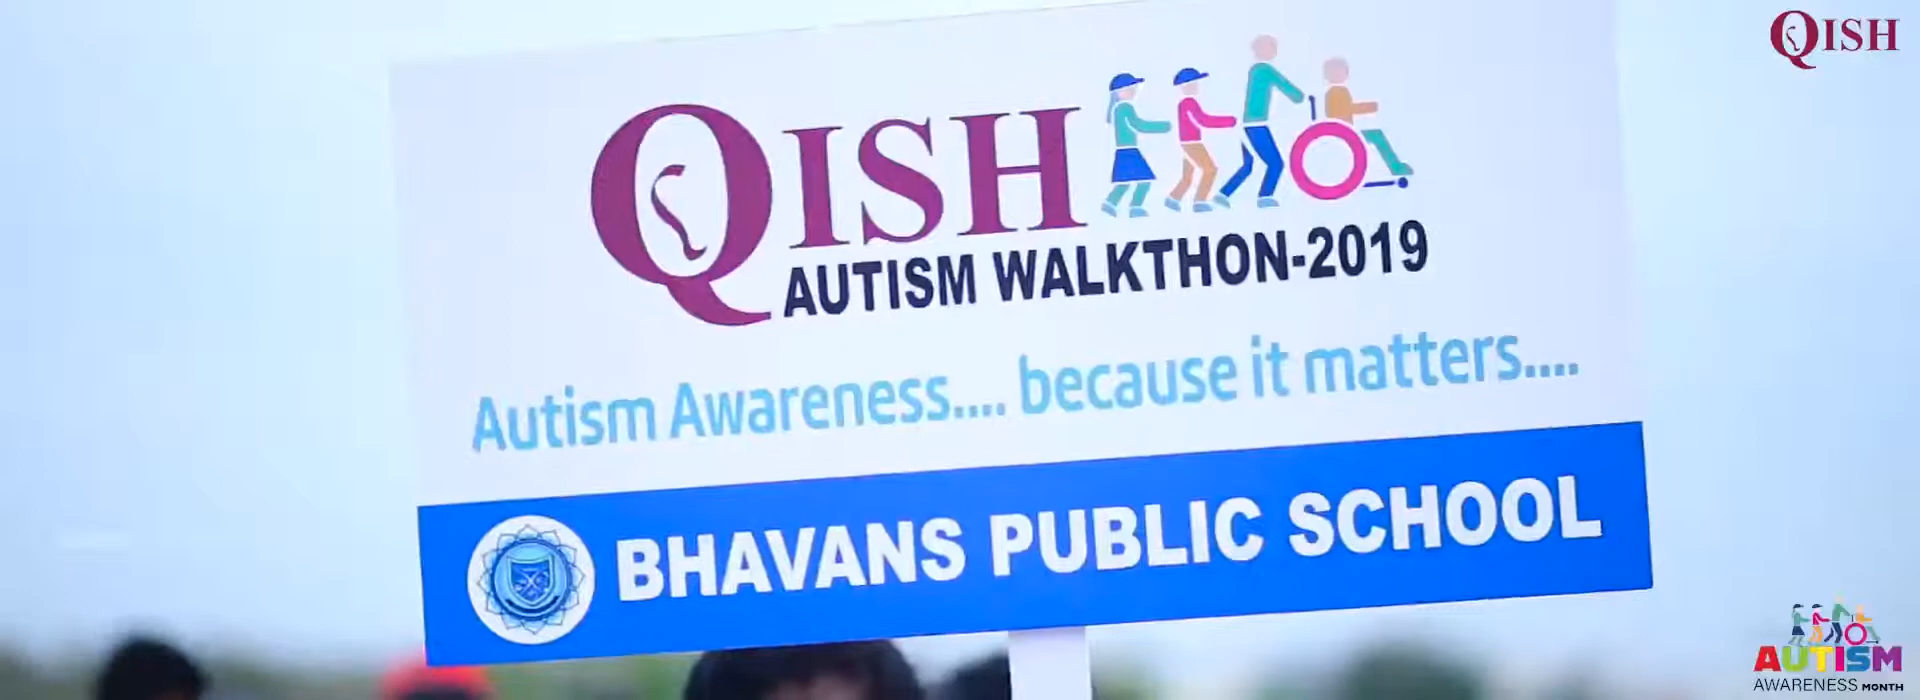 QISH
QISH
AUTISM WALKTHON-2019
Autism Awareness.... because it matters....
BHAVANS PUBLIC SCHOOL
AUTISM
AWARENESS MONTH